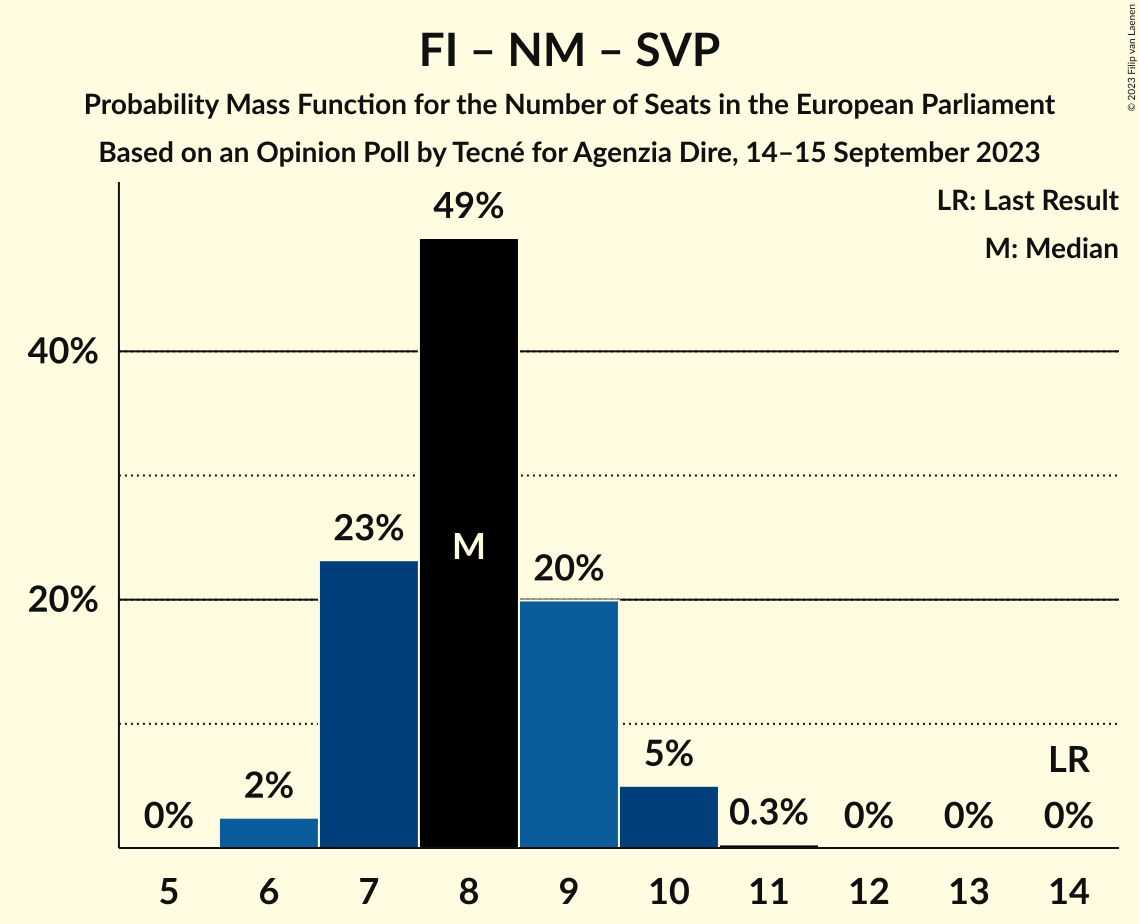 FI – NM – SVP
Probability Mass Function for the Number of Seats in the European Parliament
Based on an Opinion Poll by Tecné for Agenzia Dire, 14–15 September 2023
© 2023 Filip van Laenen
LR: Last Result
M: Median
49%
40%
23%
M
20%
20%
5%
LR
2%
0%
0.3%
0%
0%
0%
5 6 7 8 9 10 11 12 13 14